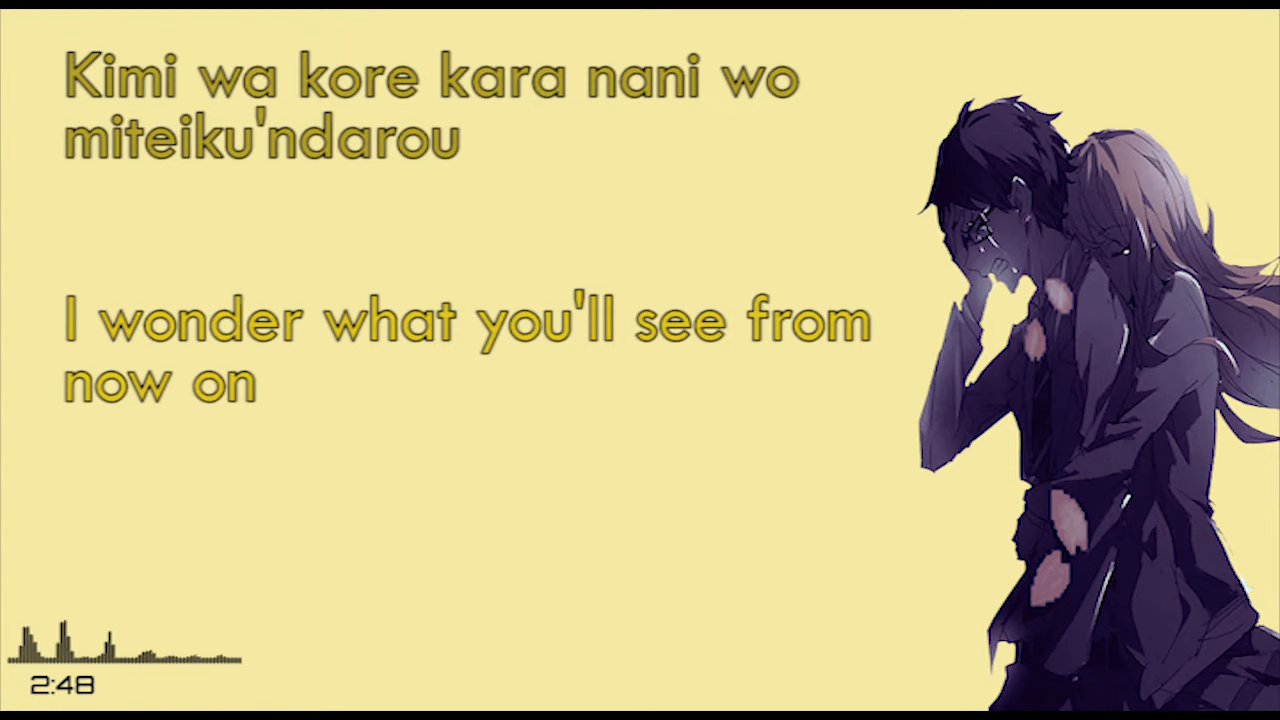 Kimi wa kore kara nani wo
miteiku'ndarou
I wonder what you'll see from
now on
2:48